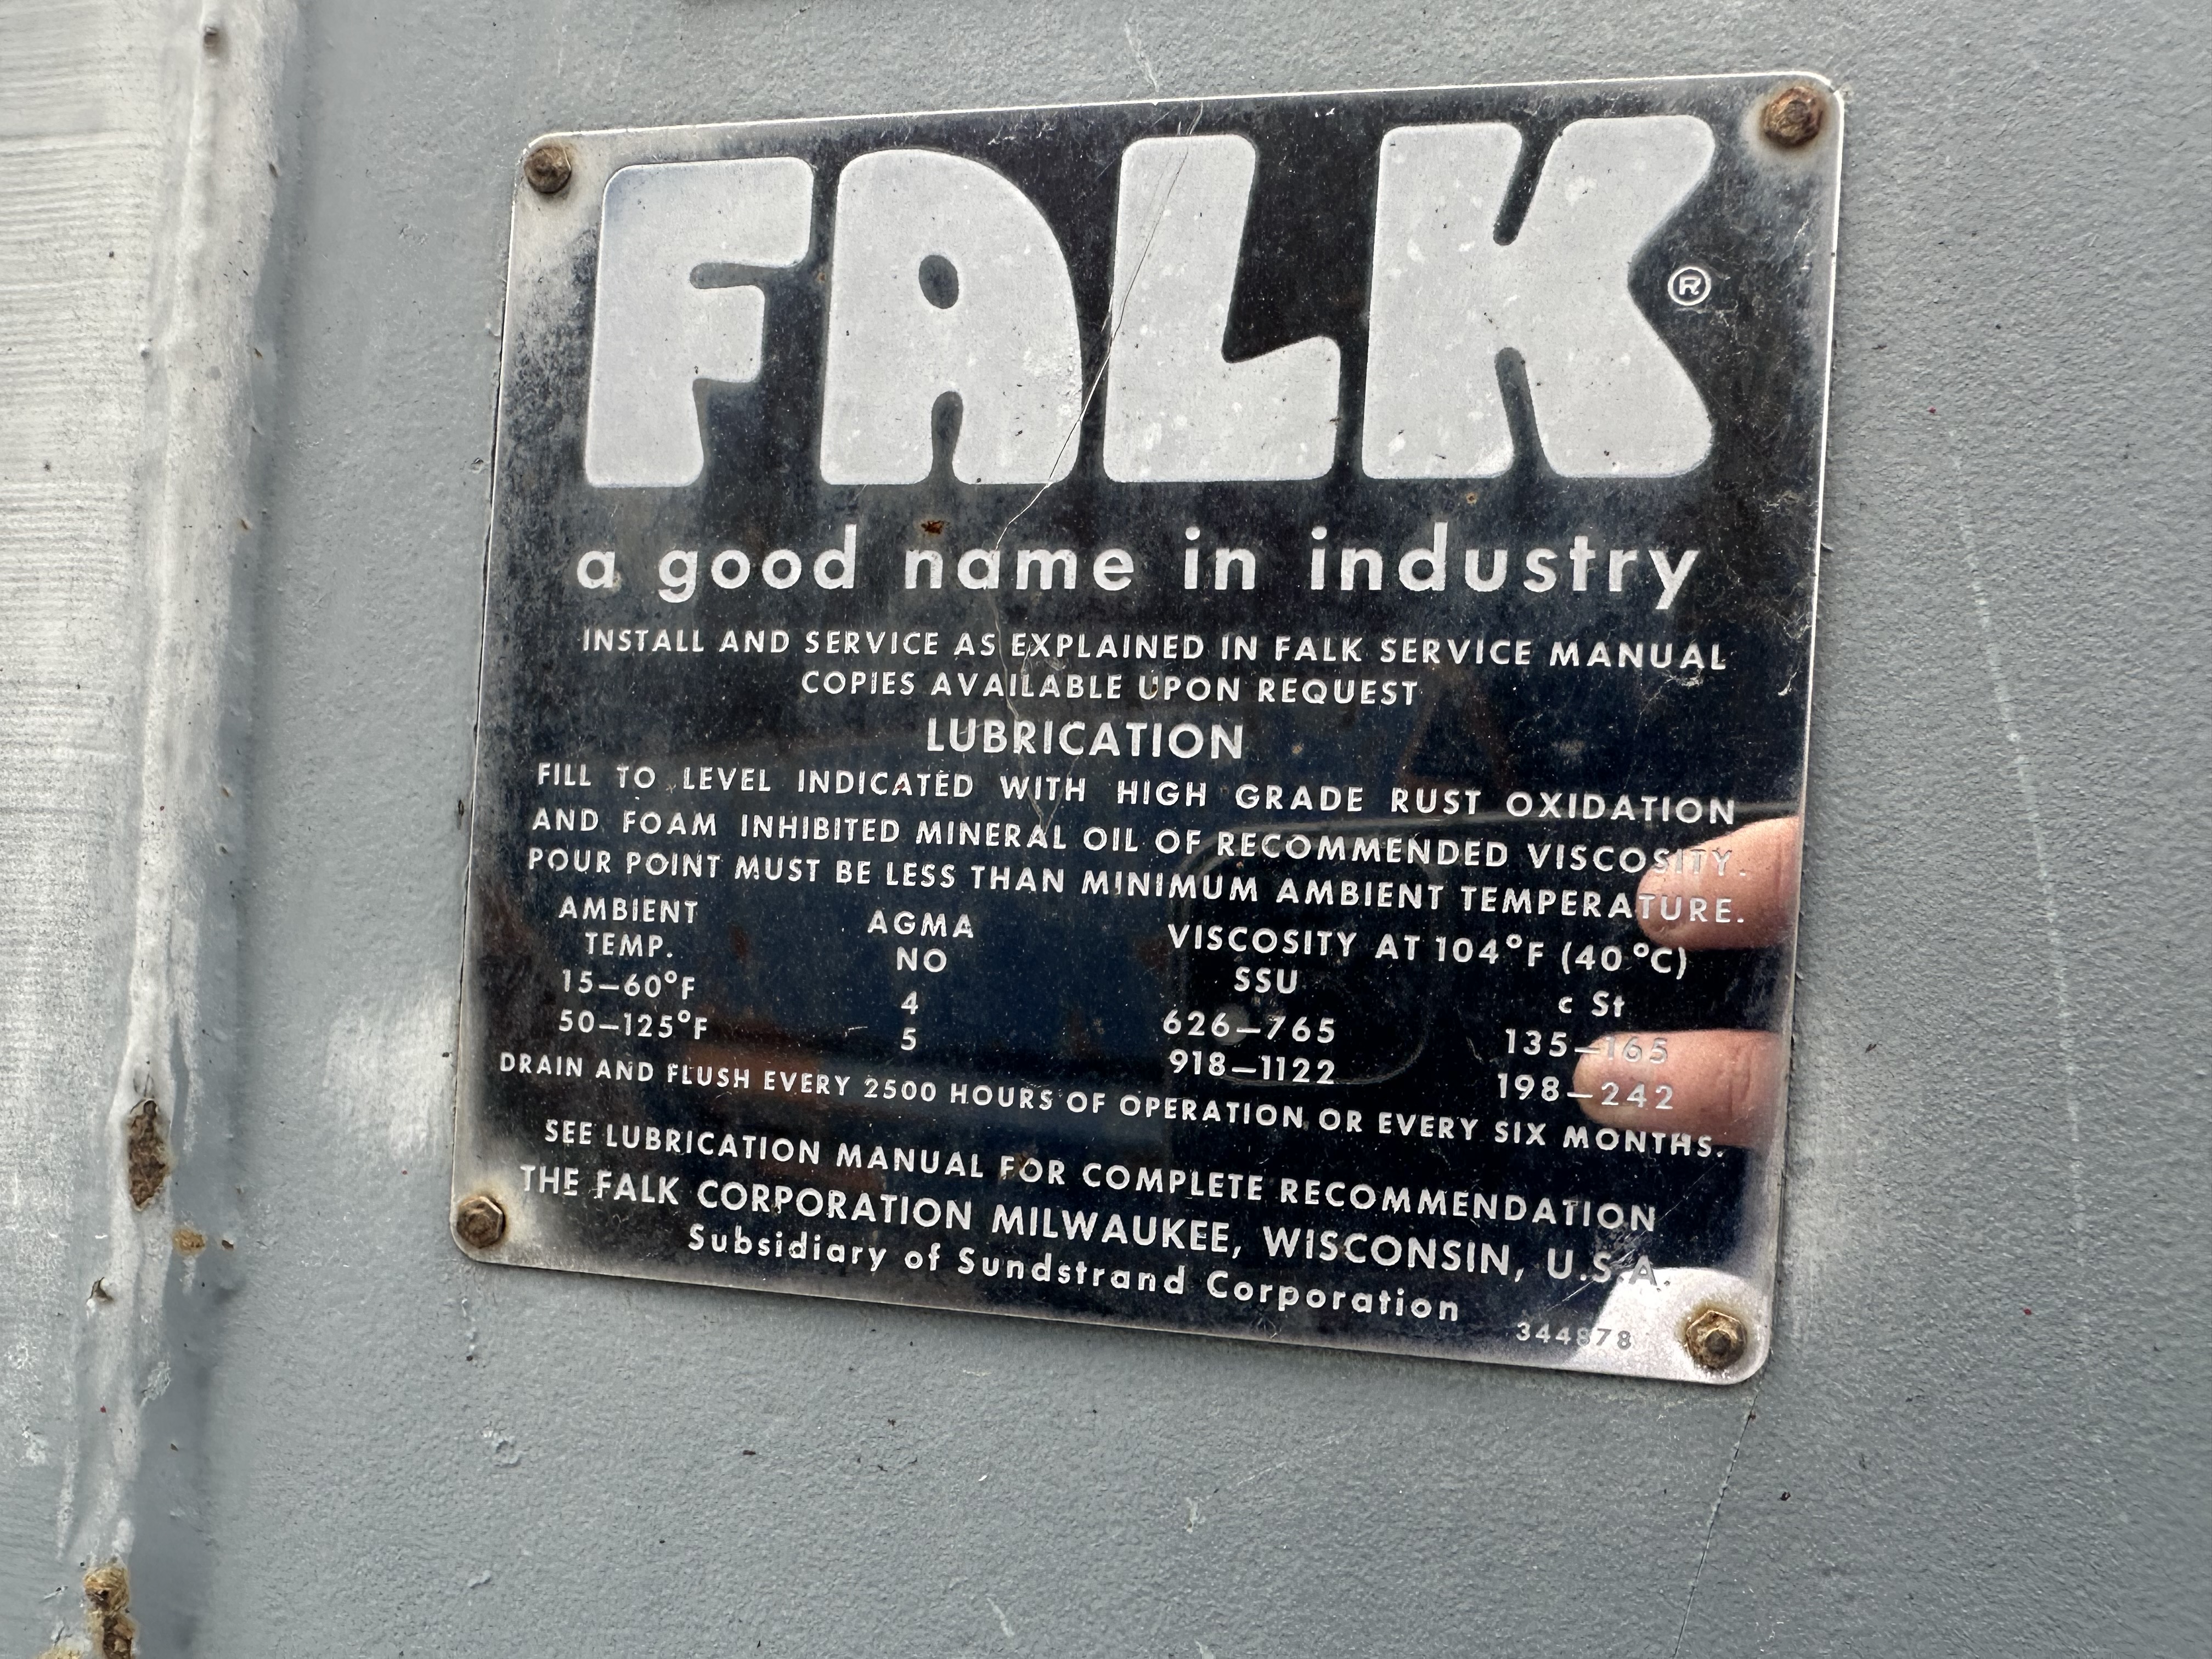 FALK®
a good name in industry
INSTALL AND SERVICE AS EXPLAINED IN FALK SERVICE MANUAL
COPIES AVAILABLE UPON REQUEST
LUBRICATION
FILL TO LEVEL INDICATED WITH HIGH GRADE RUST OXIDATION
AND FOAM INHIBITED MINERAL OIL OF RECOMMENDED VISCOSITY.
POUR POINT MUST BE LESS THAN MINIMUM AMBIENT TEMPERATURE.
AMBIENT AGMA VISCOSITY AT 104°F (40°C)
TEMP. NO SSU c St
15–60°F 4 626–765 135–165
50–125°F 5 918–1122 198–242
DRAIN AND FLUSH EVERY 2500 HOURS OF OPERATION OR EVERY SIX MONTHS.
SEE LUBRICATION MANUAL FOR COMPLETE RECOMMENDATION
THE FALK CORPORATION MILWAUKEE, WISCONSIN, U.S.A.
Subsidiary of Sundstrand Corporation
344878